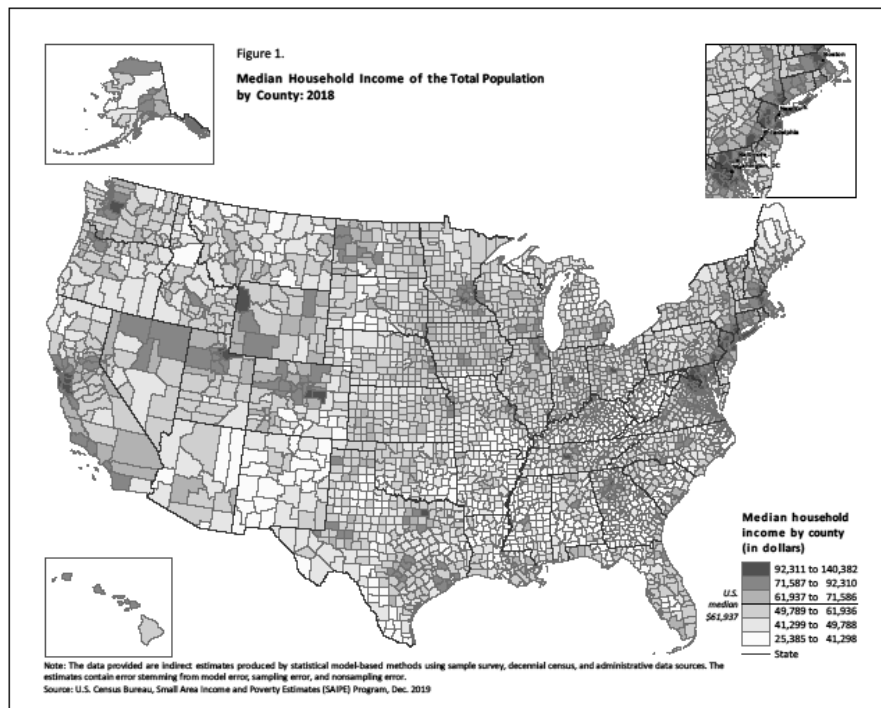 Figure 1.
Median Household Income of the Total Population
by County: 2018
Boston
Median household
income by county
(in dollars)
92,311 to 140,382
71,587 to 92,310
61,937 to 71,586
U.S.
median
$61,937
49,789 to 61,936
41,299 to 49,788
25,385 to 41,298
State
Note: The data provided are indirect estimates produced by statistical model-based methods using sample survey, decennial census, and administrative data sources. The
estimates contain error stemming from model error, sampling error, and nonsampling error.
Source: U.S. Census Bureau, Small Area Income and Poverty Estimates (SAIPE) Program, Dec. 2019